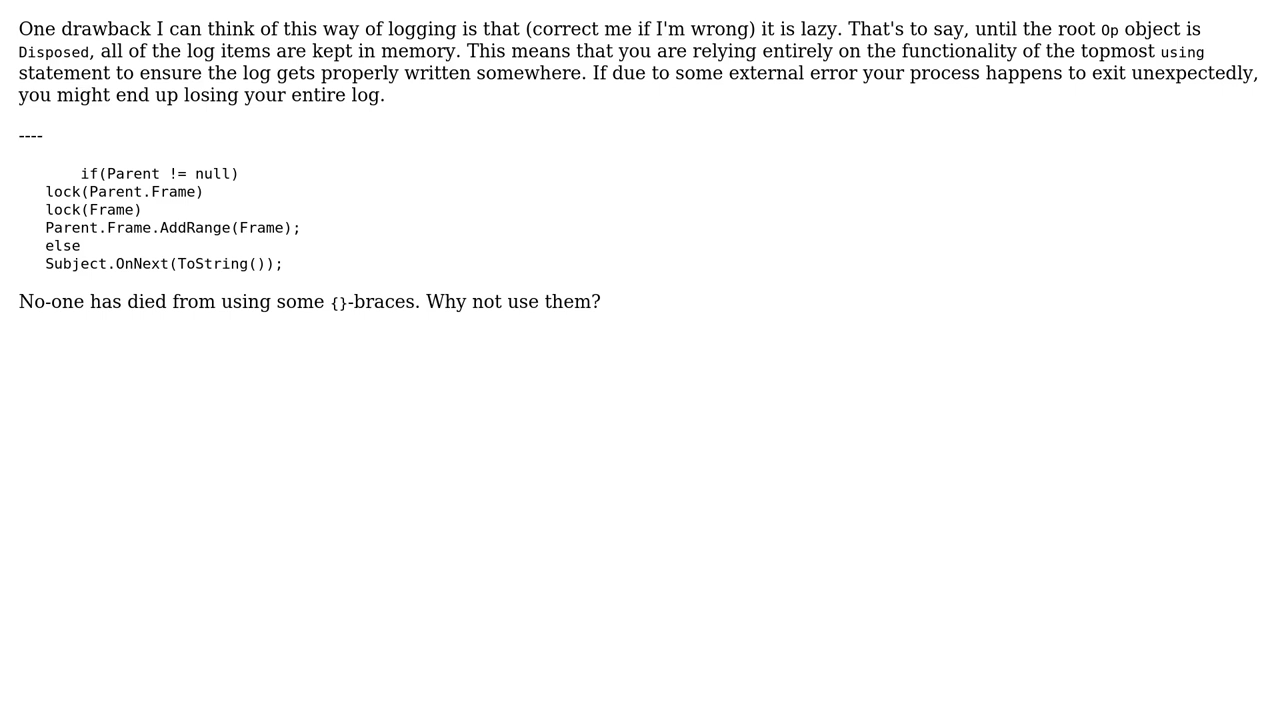 One drawback I can think of this way of logging is that (correct me if I'm wrong) it is lazy. That's to say, until the root Op object is
Disposed, all of the log items are kept in memory. This means that you are relying entirely on the functionality of the topmost using
statement to ensure the log gets properly written somewhere. If due to some external error your process happens to exit unexpectedly,
you might end up losing your entire log.
----
if(Parent != null)
lock(Parent.Frame)
lock(Frame)
Parent.Frame.AddRange(Frame);
else
Subject.OnNext(ToString());
No-one has died from using some {}-braces. Why not use them?